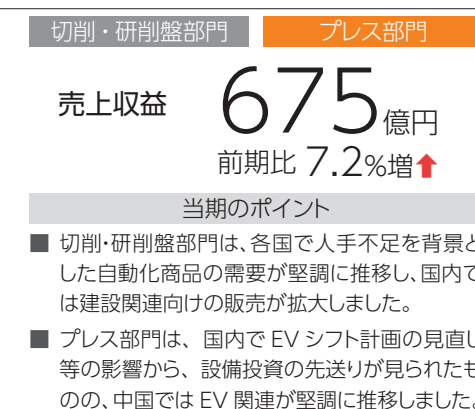 切削・研削盤部門 プレス部門
売上収益 675億円
前期比 7.2%増
当期のポイント
■ 切削・研削盤部門は、各国で人手不足を背景と
した自動化商品の需要が堅調に推移し、国内で
は建設関連向けの販売が拡大しました。
■ プレス部門は、国内で EV シフト計画の見直し
等の影響から、設備投資の先送りが見られたも
のの、中国では EV 関連が堅調に推移しました。